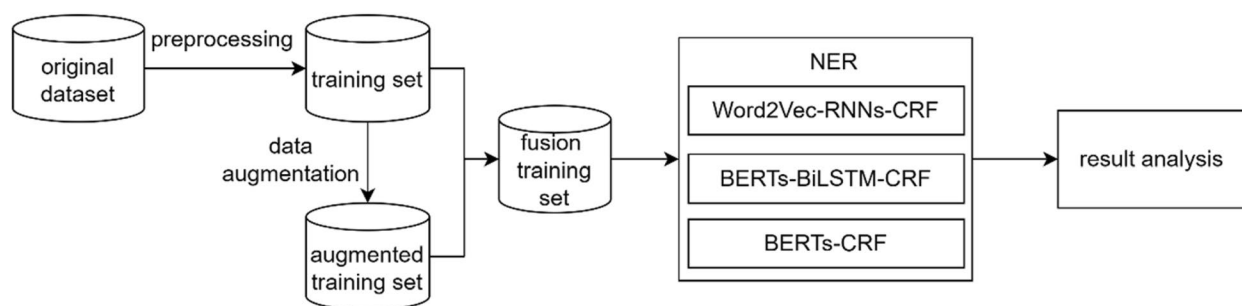 original
dataset
preprocessing
training set
data
augmentation
augmented
training set
fusion
training
set
NER
Word2Vec-RNNs-CRF
BERTs-BiLSTM-CRF
BERTs-CRF
result analysis